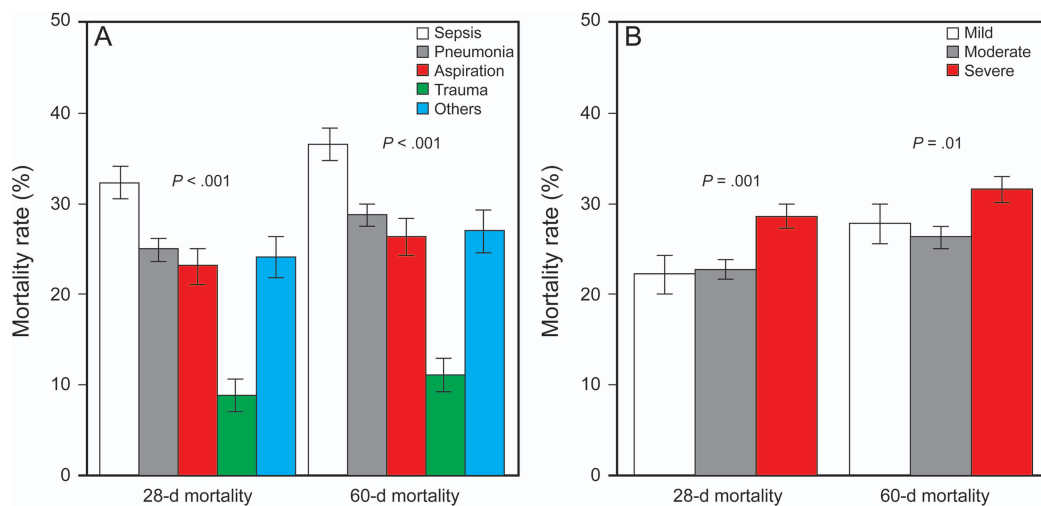 A
Sepsis
Pneumonia
Aspiration
Trauma
Others
P < .001
P < .001
Mortality rate (%)
50
40
30
20
10
0
28-d mortality
60-d mortality
B
Mild
Moderate
Severe
P = .001
P = .01
Mortality rate (%)
50
40
30
20
10
0
28-d mortality
60-d mortality